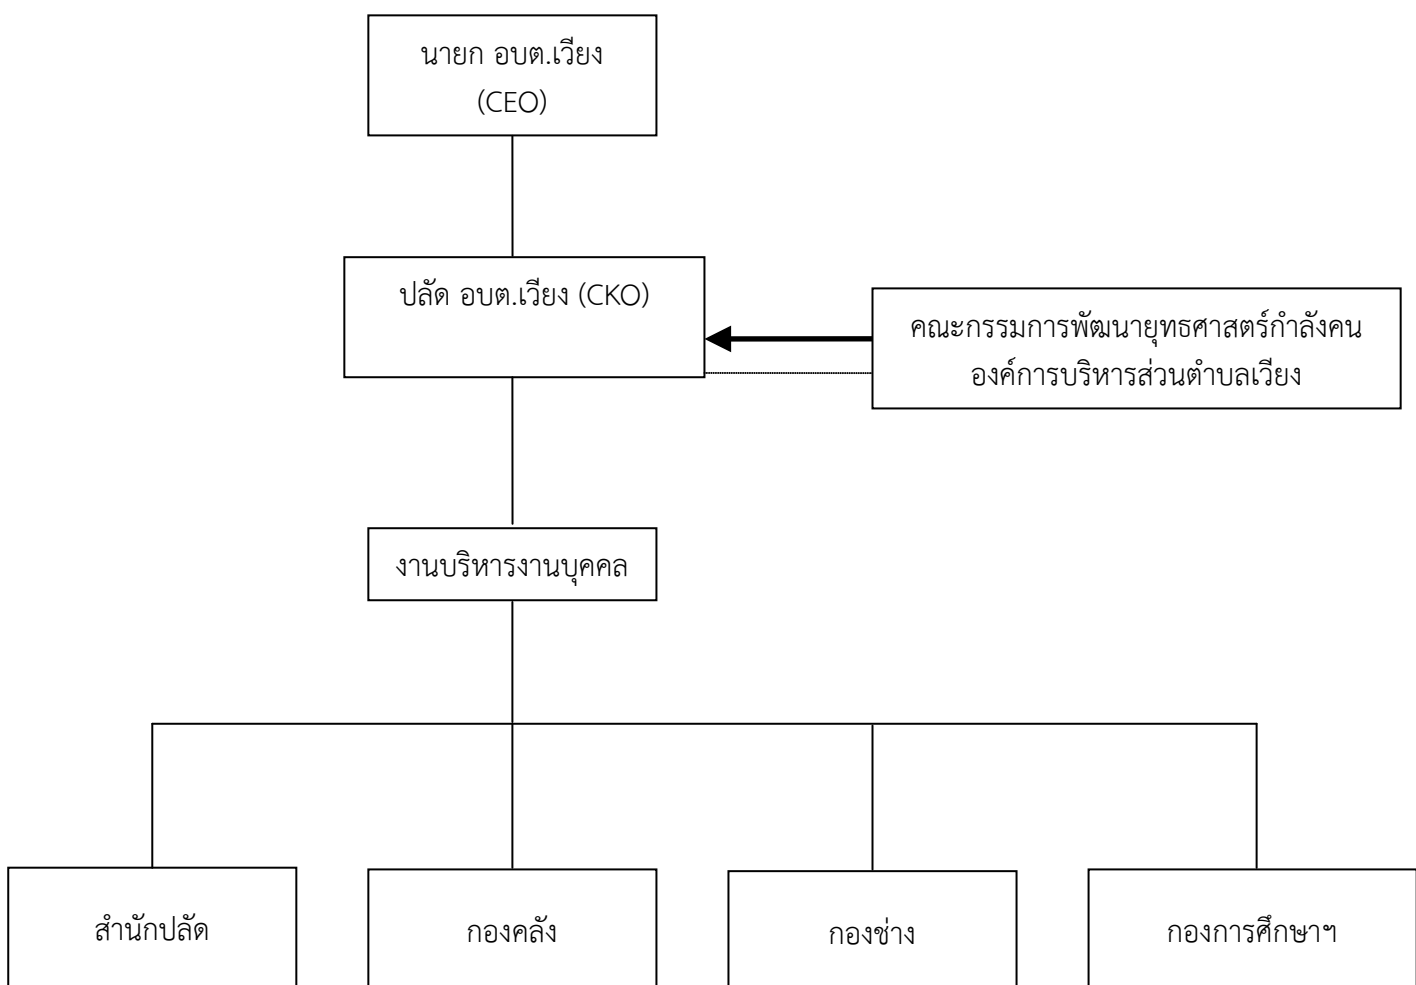 นายก อบต.เวียง
(CEO)
ปลัด อบต.เวียง (CKO)
คณะกรรมการพัฒนายุทธศาสตร์กำลังคน
องค์การบริหารส่วนตำบลเวียง
งานบริหารงานบุคคล
สำนักปลัด
กองคลัง
กองช่าง
กองการศึกษาฯ